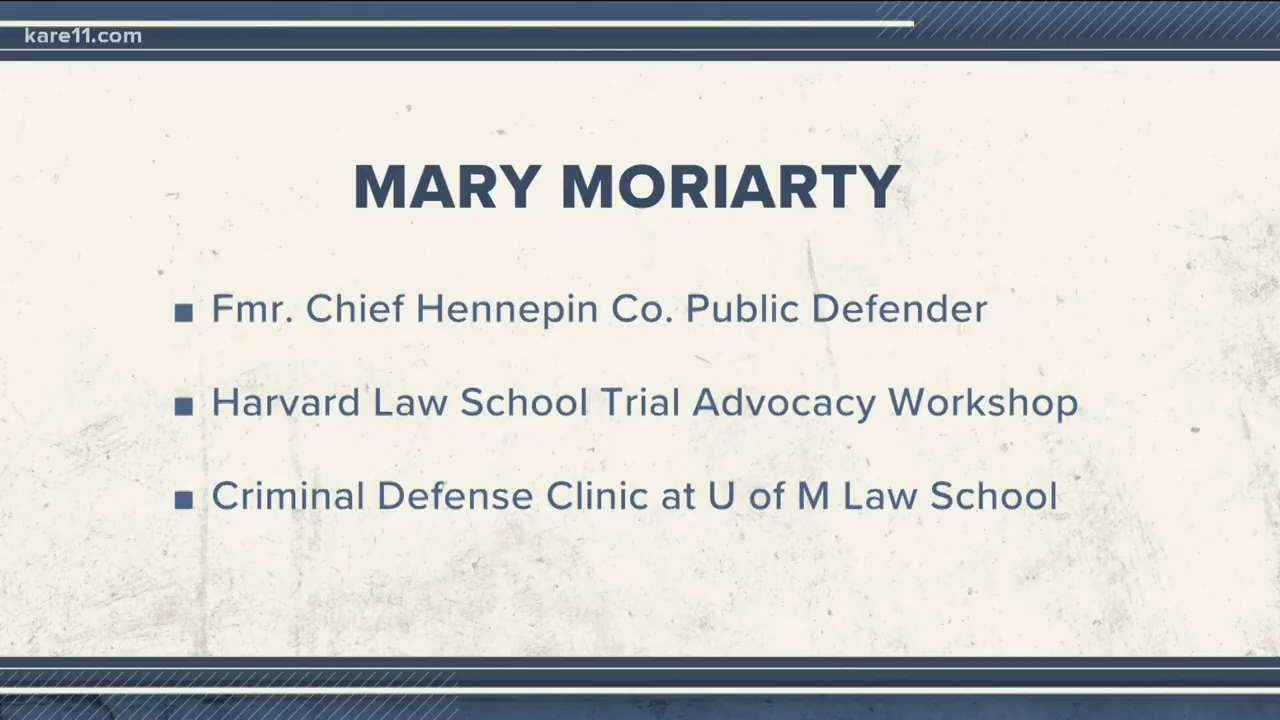 kare11.com
MARY MORIARTY
Fmr. Chief Hennepin Co. Public Defender
Harvard Law School Trial Advocacy Workshop
Criminal Defense Clinic at U of M Law School